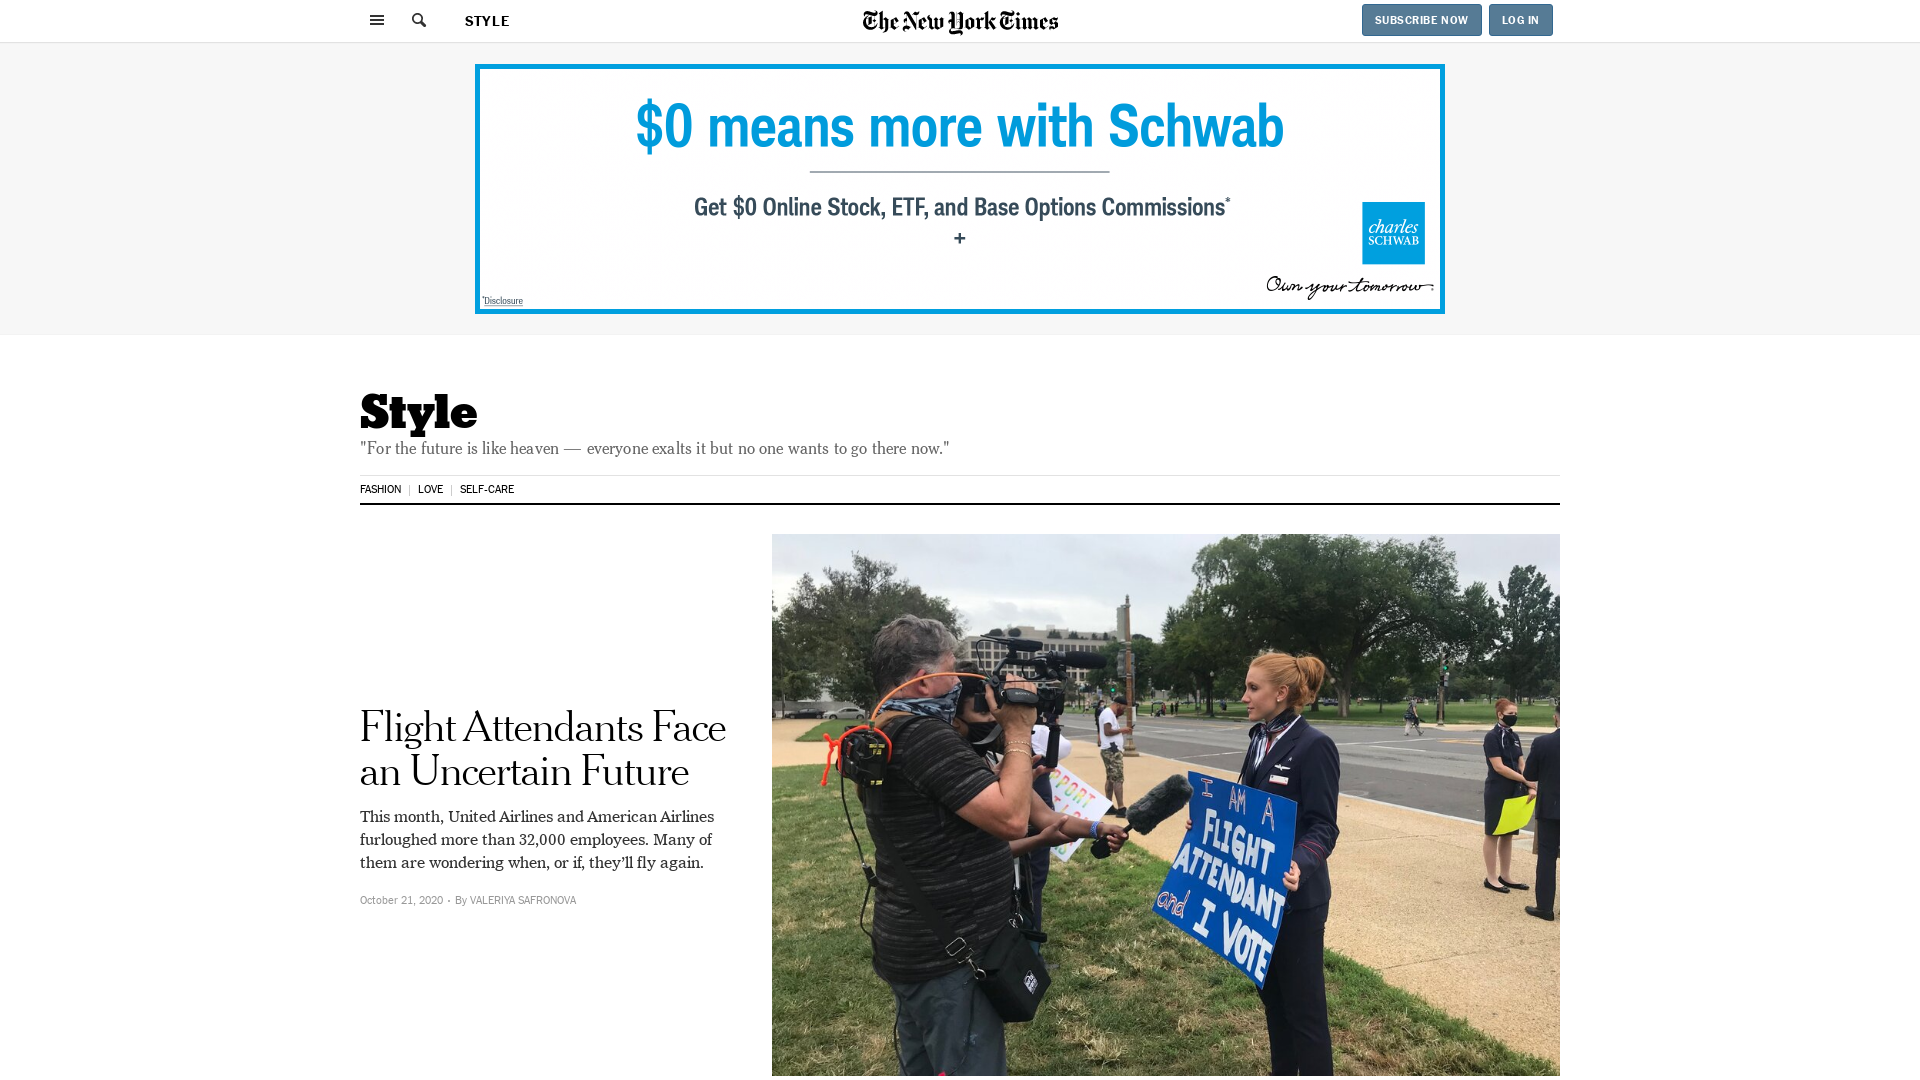 STYLE
The New York Times
SUBSCRIBE NOW
LOG IN
$0 means more with Schwab
Get $0 Online Stock, ETF, and Base Options Commissions*
+
charles
SCHWAB
Own your tomorrow.
*Disclosure
Style
"For the future is like heaven — everyone exalts it but no one wants to go there now."
FASHION | LOVE | SELF-CARE
Flight Attendants Face
an Uncertain Future
This month, United Airlines and American Airlines
furloughed more than 32,000 employees. Many of
them are wondering when, or if, they’ll fly again.
October 21, 2020 · By VALERIYA SAFRONOVA
I AM A
FLIGHT
ATTENDANT
and I VOTE